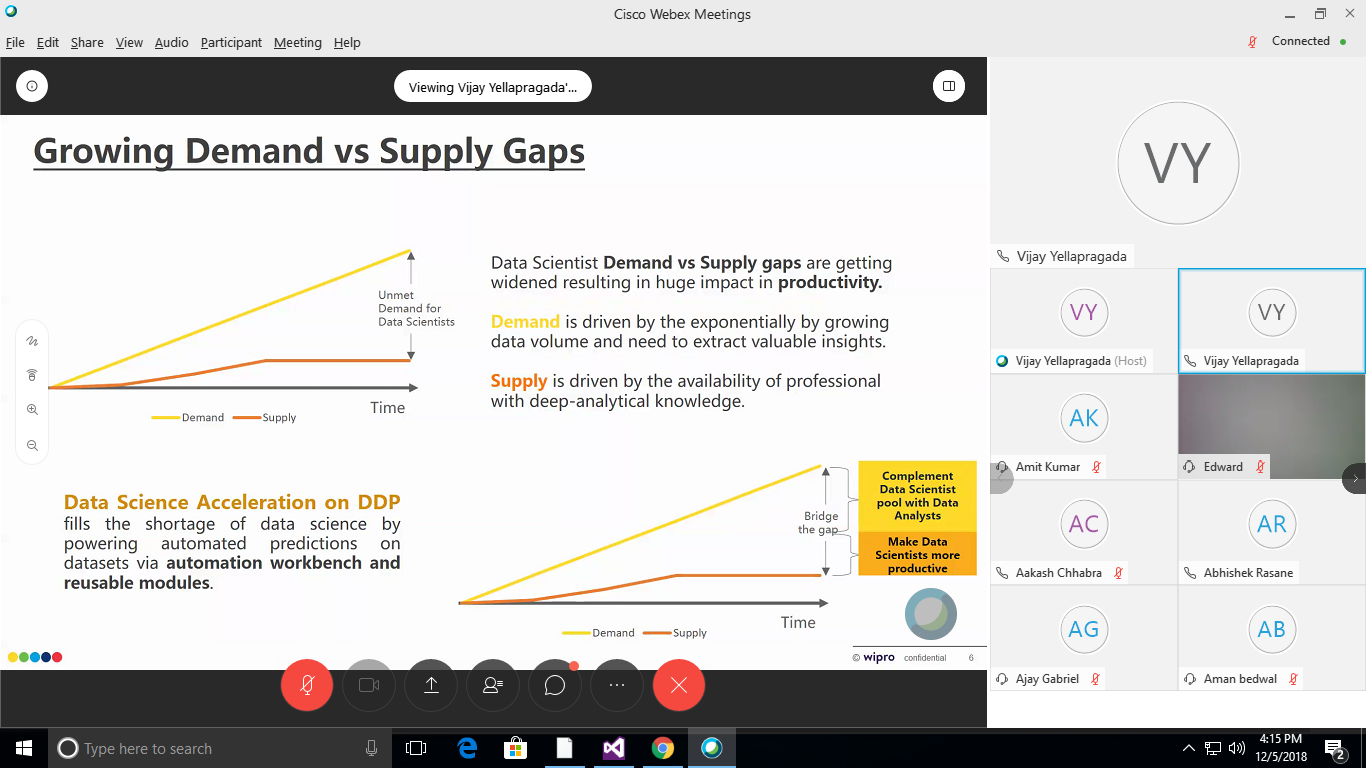 Cisco Webex Meetings
File Edit Share View Audio Participant Meeting Help
Connected
Viewing Vijay Yellapragada'...
Growing Demand vs Supply Gaps
Unmet
Demand for
Data Scientists
Time
Demand Supply
Data Scientist Demand vs Supply gaps are getting
widened resulting in huge impact in productivity.
Demand is driven by the exponentially by growing
data volume and need to extract valuable insights.
Supply is driven by the availability of professional
with deep-analytical knowledge.
Data Science Acceleration on DDP
fills the shortage of data science by
powering automated predictions on
datasets via automation workbench and
reusable modules.
Bridge
the gap
Complement
Data Scientist
pool with Data
Analysts
Make Data
Scientists more
productive
Time
Demand Supply
© wipro confidential 6
VY
Vijay Yellapragada
VY
Vijay Yellapragada (Host)
VY
Vijay Yellapragada
AK
Amit Kumar
Edward
AC
Aakash Chhabra
AR
Abhishek Rasane
AG
Ajay Gabriel
AB
Aman bedwal
Type here to search
4:15 PM
12/5/2018
2